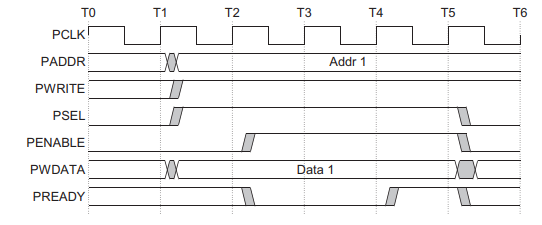 T0 T1 T2 T3 T4 T5 T6
PCLK
PADDR Addr 1
PWRITE
PSEL
PENABLE
PWDATA Data 1
PREADY